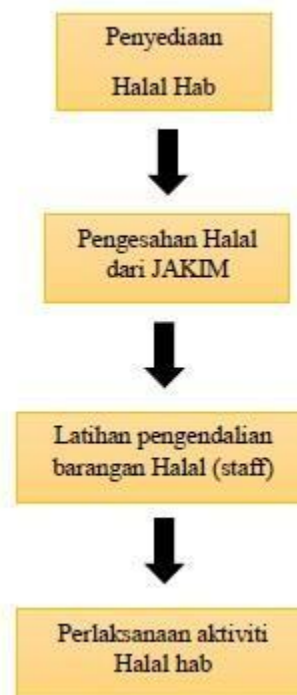 Penyediaan
Halal Hab
Pengesahan Halal
dari JAKIM
Latihan pengendalian
barangan Halal (staff)
Perlaksanaan aktiviti
Halal hab